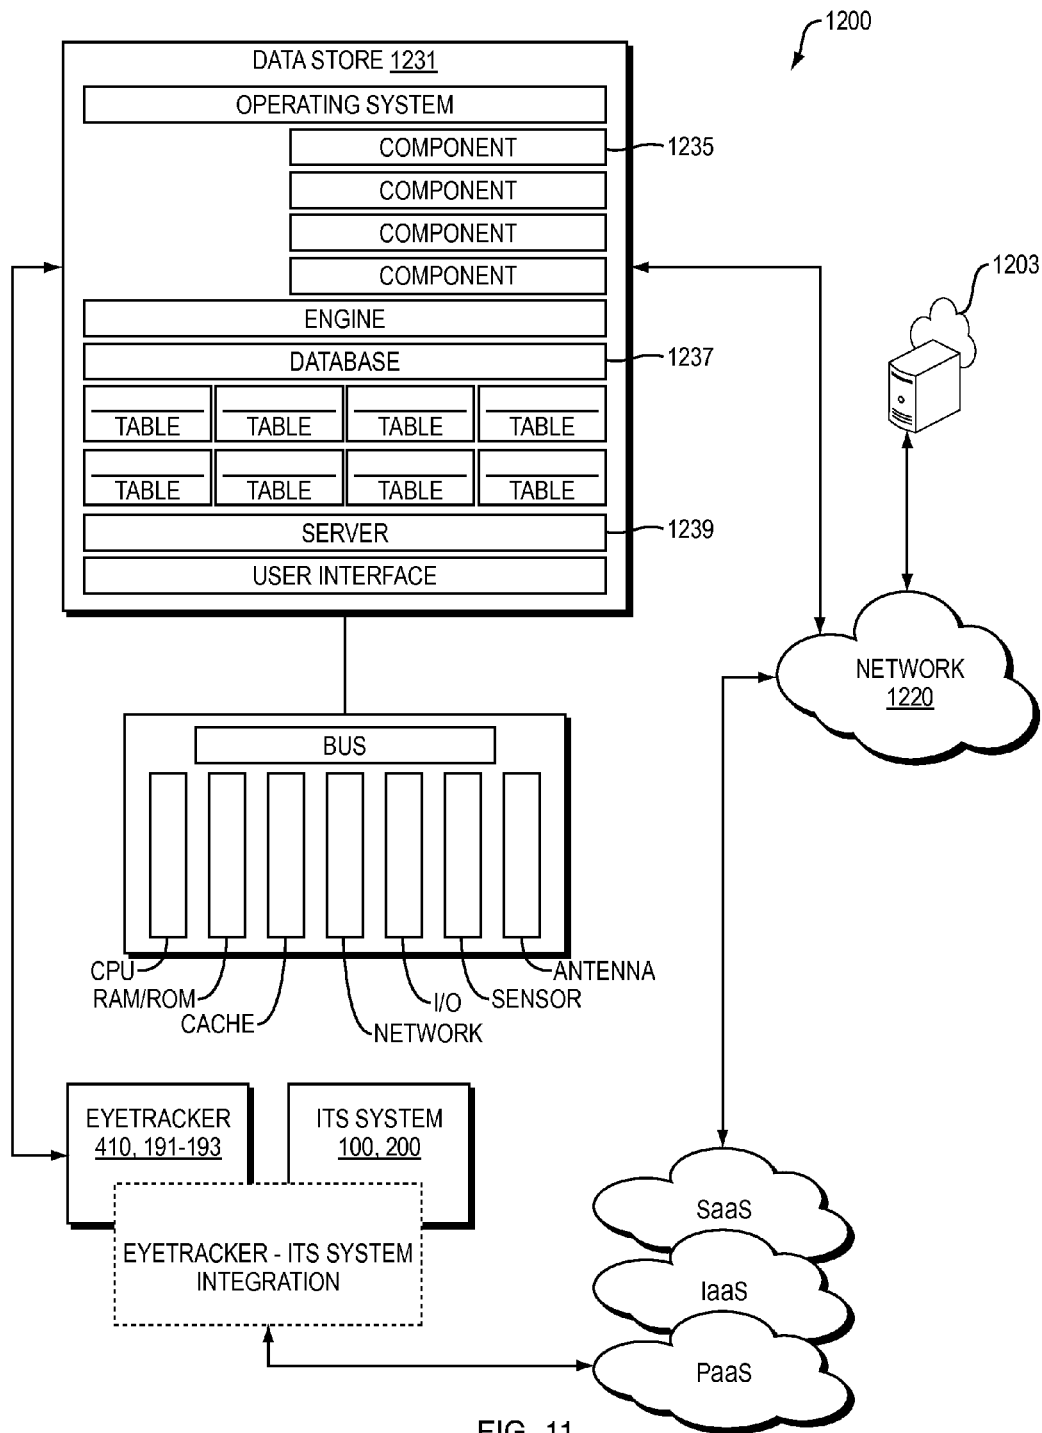 1200
DATA STORE 1231
OPERATING SYSTEM
COMPONENT
1235
COMPONENT
COMPONENT
COMPONENT
1203
ENGINE
DATABASE
1237
TABLE TABLE TABLE TABLE
TABLE TABLE TABLE TABLE
SERVER
1239
USER INTERFACE
NETWORK
1220
BUS
CPU
ANTENNA
RAM/ROM
I/O
SENSOR
CACHE
NETWORK
EYETRACKER
410, 191-193
ITS SYSTEM
100, 200
EYETRACKER - ITS SYSTEM
INTEGRATION
SaaS
IaaS
PaaS
FIG. 11